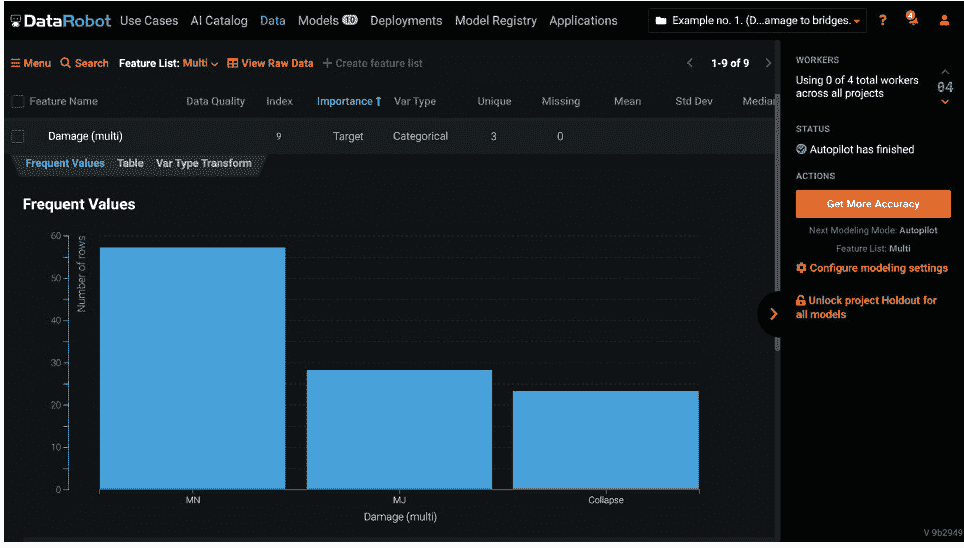 DataRobot Use Cases AI Catalog Data Models 10 Deployments Model Registry Applications Example no. 1. (D...amage to bridges. ? 4
Menu Search Feature List: Multi View Raw Data + Create feature list 1-9 of 9
Feature Name Data Quality Index Importance Var Type Unique Missing Mean Std Dev Median
Damage (multi) 9 Target Categorical 3 0
Frequent Values Table Var Type Transform
Frequent Values
Number of rows
60
50
40
30
20
10
0
MN MJ Collapse
Damage (multi)
WORKERS
Using 0 of 4 total workers
across all projects
04
STATUS
Autopilot has finished
ACTIONS
Get More Accuracy
Next Modeling Mode: Autopilot
Feature List: Multi
Configure modeling settings
Unlock project Holdout for
all models
V 9b2949